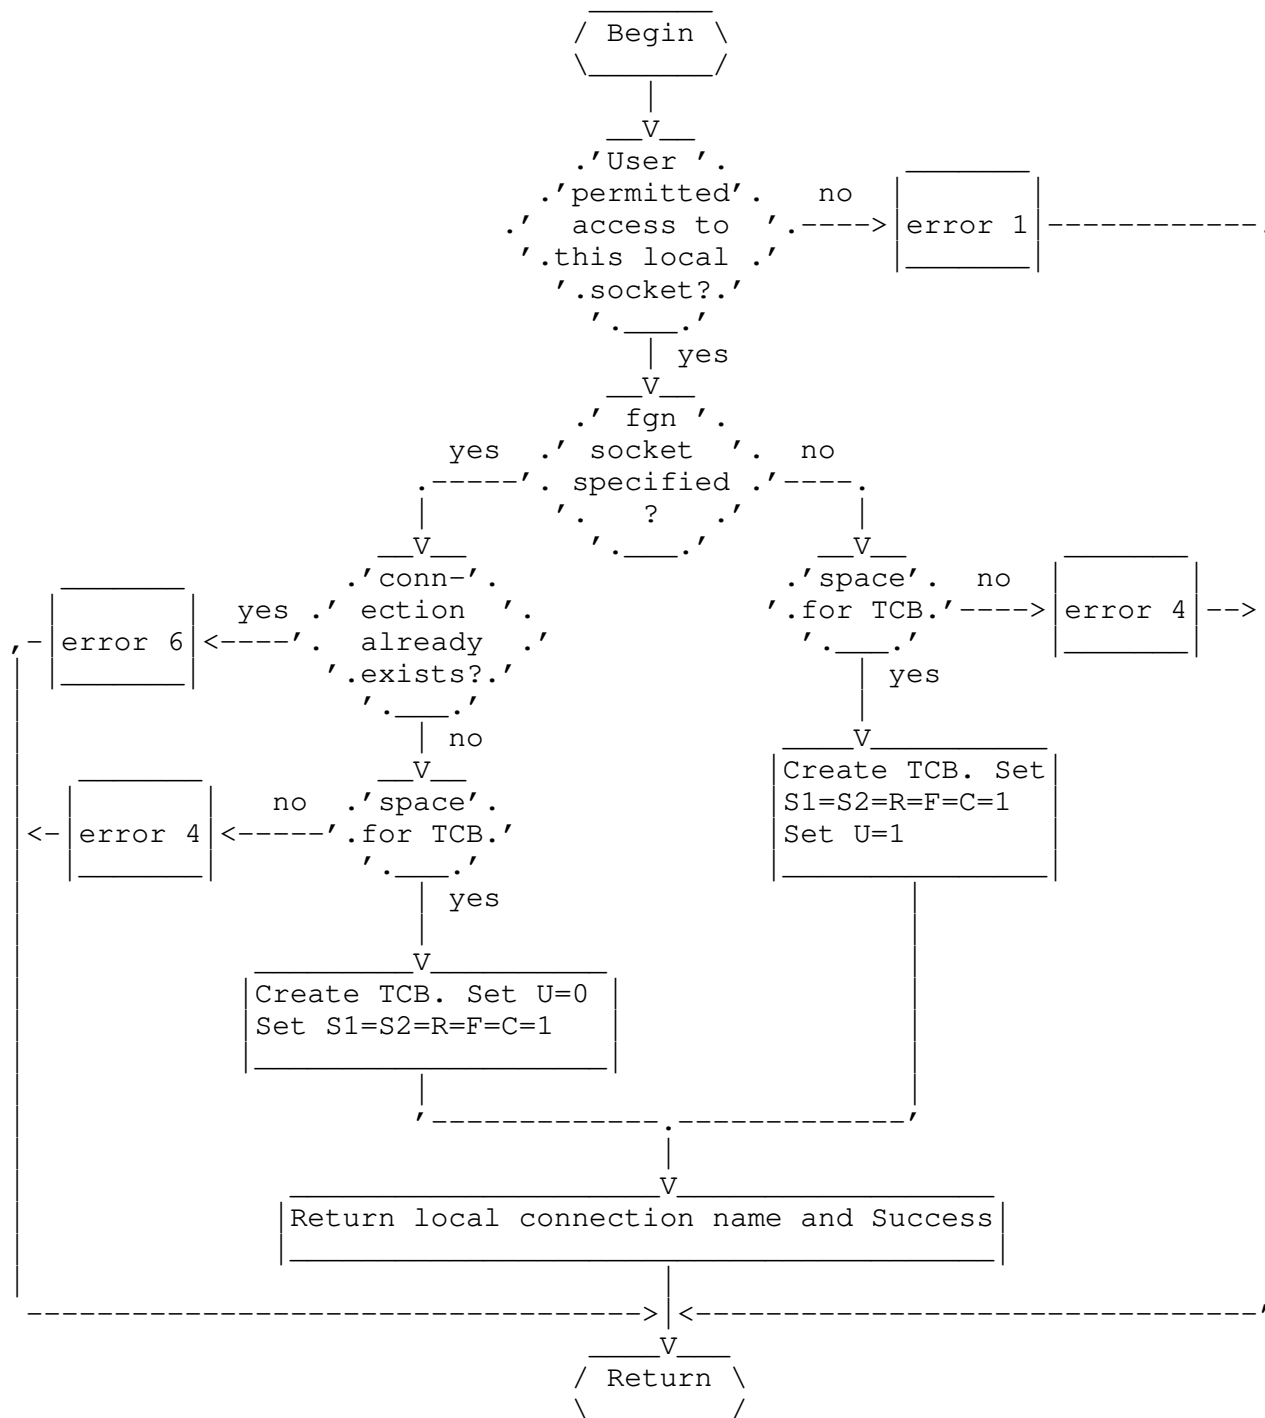 Begin
User
permitted
access to
this local
socket?
no
error 1
yes
fgn
socket
specified
?
yes
no
conn-
ection
already
exists?
yes
error 6
space
for TCB
no
error 4
yes
no
space
for TCB
no
error 4
yes
Create TCB. Set
S1=S2=R=F=C=1
Set U=1
Create TCB. Set U=0
Set S1=S2=R=F=C=1
Return local connection name and Success
Return